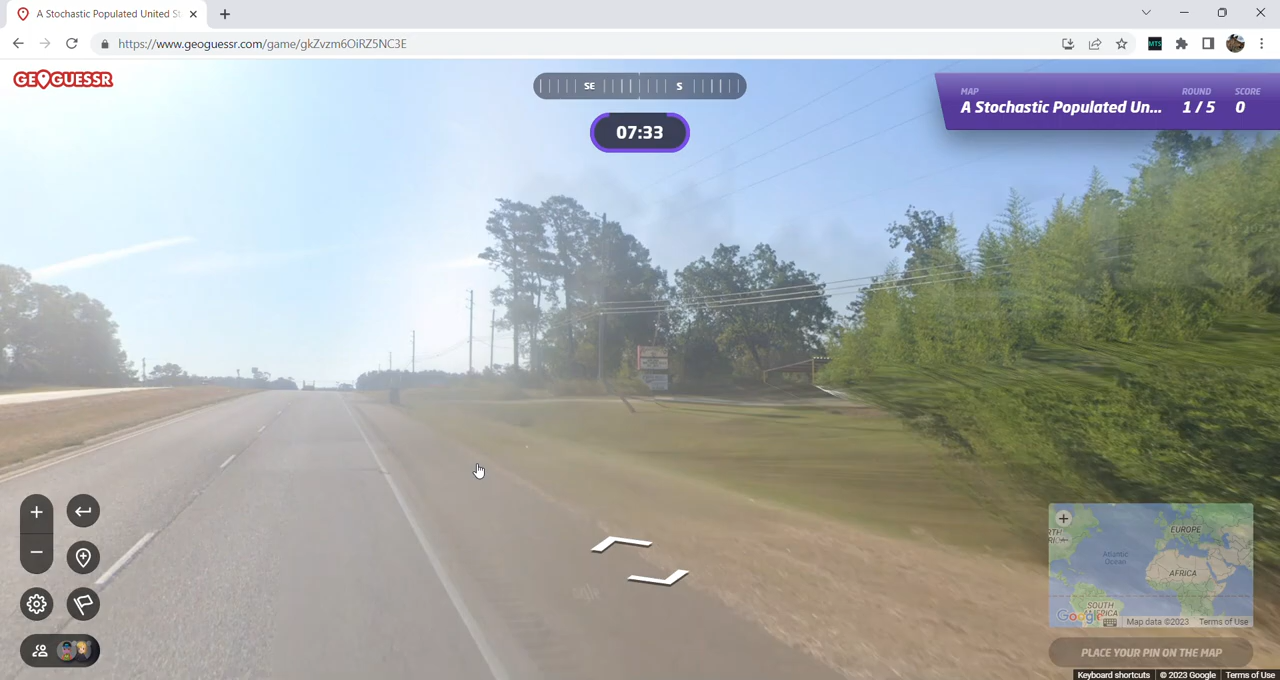 A Stochastic Populated United St
https://www.geoguessr.com/game/gkZvzm6OiRZ5NC3E
MTS
GEOGUESSR
SE S
07:33
MAP ROUND SCORE
A Stochastic Populated Un... 1 / 5 0
EUROPE
Atlantic
Ocean
AFRICA
SOUTH
AMERICA
Google
Map data ©2023 Terms of Use
PLACE YOUR PIN ON THE MAP
Keyboard shortcuts © 2023 Google Terms of Use